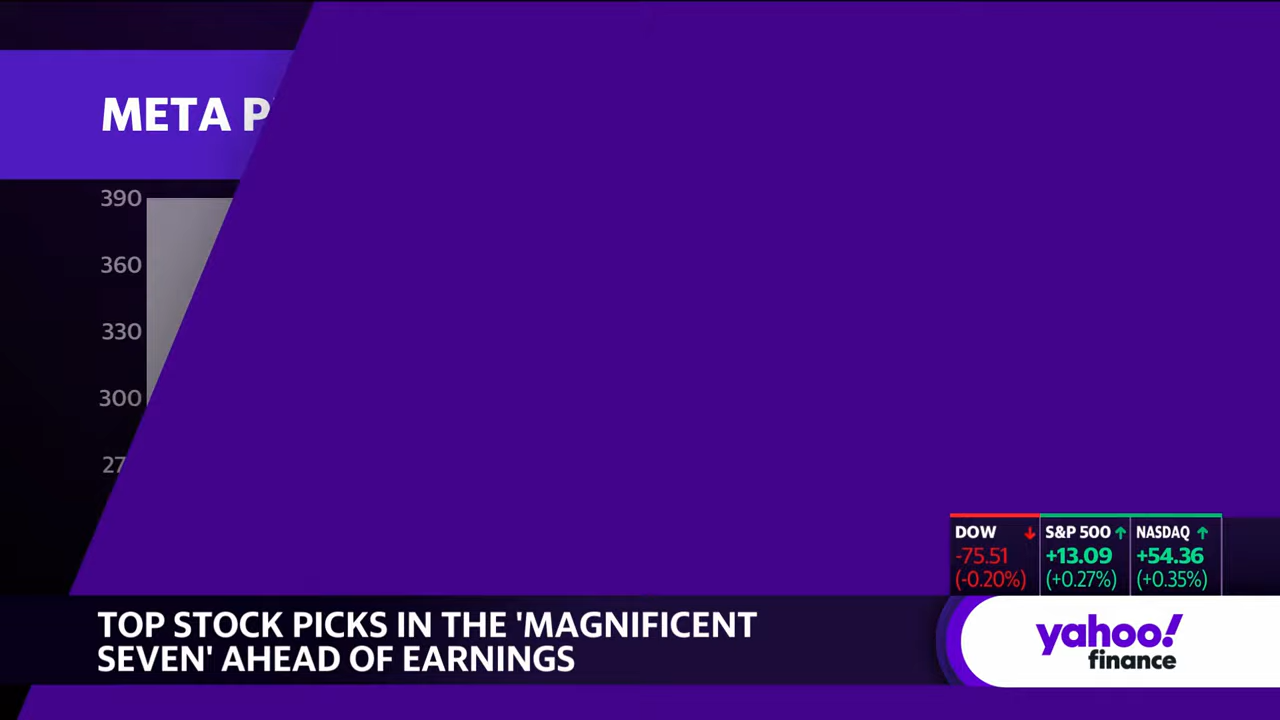 META P
390
360
330
300
27
DOW
-75.51
(-0.20%)
S&P 500
+13.09
(+0.27%)
NASDAQ
+54.36
(+0.35%)
TOP STOCK PICKS IN THE 'MAGNIFICENT
SEVEN' AHEAD OF EARNINGS
yahoo!
finance